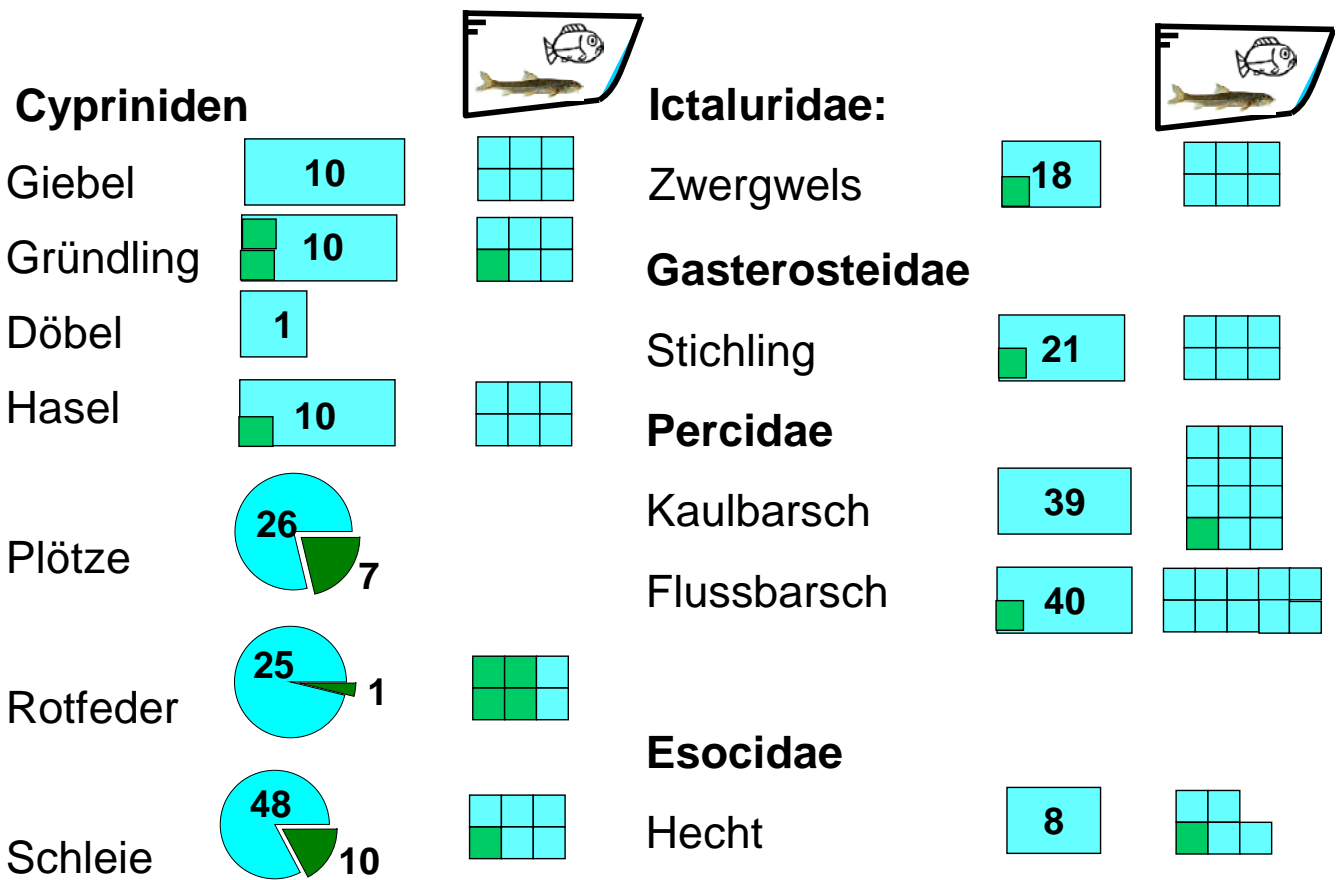 Cypriniden
Giebel 10
Gründling 10
Döbel 1
Hasel 10
Plötze 26 7
Rotfeder 25 1
Schleie 48 10
Ictaluridae:
Zwergwels 18
Gasterosteidae
Stichling 21
Percidae
Kaulbarsch 39
Flussbarsch 40
Esocidae
Hecht 8